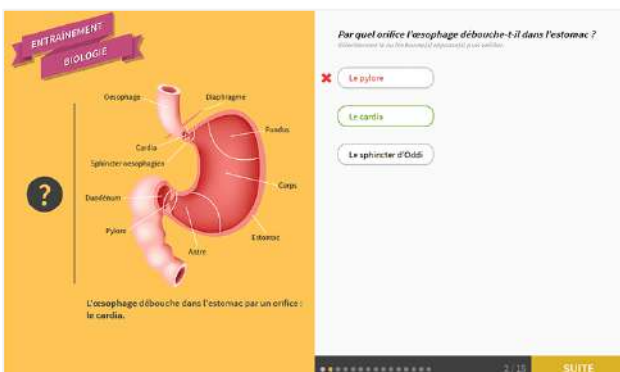 ENTRAÎNEMENT
BIOLOGIE
Oesophage
Diaphragme
Fundus
Cardia
Sphincter oesophagien
Corps
?
Duodénum
Pylore
Estomac
Antre
L'œsophage débouche dans l'estomac par un orifice :
le cardia.
Par quel orifice l'œsophage débouche-t-il dans l'estomac ?
Le pylore
Le cardia
Le sphincter d'Oddi
2 / 15
SUITE